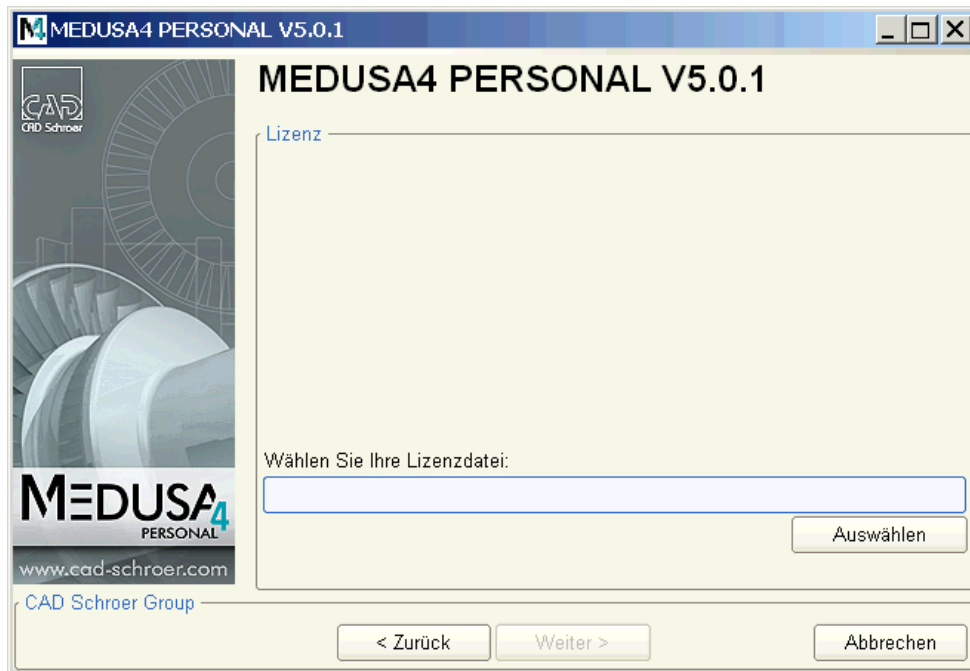 MEDUSA4 PERSONAL V5.0.1
MEDUSA4 PERSONAL V5.0.1
CAD
CAD Schroer
Lizenz
Wählen Sie Ihre Lizenzdatei:
Auswählen
MEDUSA4
PERSONAL
www.cad-schroer.com
CAD Schroer Group
< Zurück
Weiter >
Abbrechen